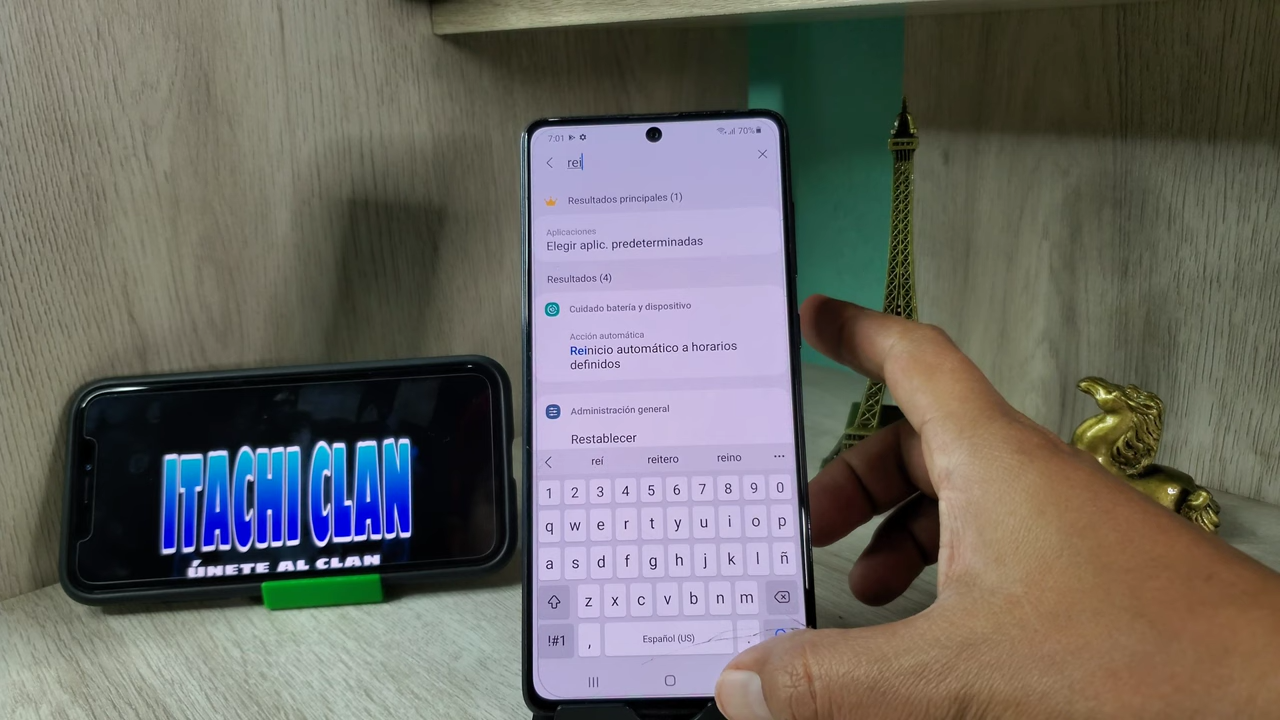 7:01
70%
rei
Resultados principales (1)
Aplicaciones
Elegir aplic. predeterminadas
Resultados (4)
Cuidado batería y dispositivo
Acción automática
Reinicio automático a horarios
definidos
Administración general
Restablecer
reí reitero reino ...
1 2 3 4 5 6 7 8 9 0
q w e r t y u i o p
a s d f g h j k l ñ
z x c v b n m
!#1 , Español (US) .
ITACHI CLAN
ÚNETE AL CLAN